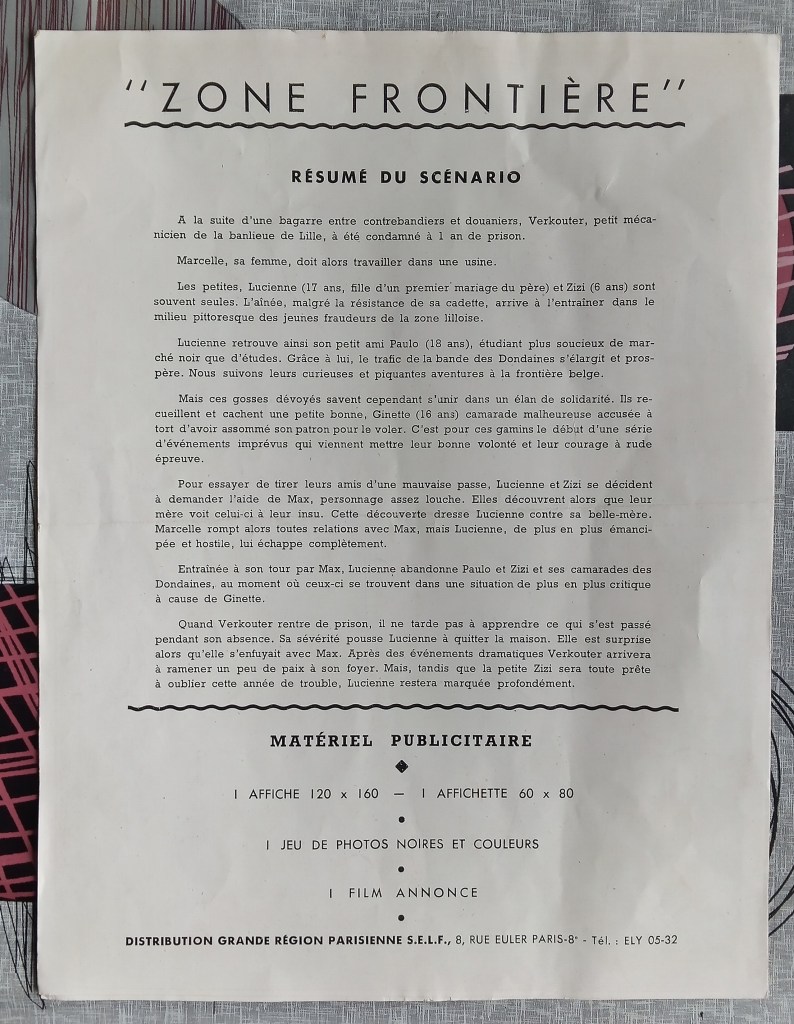 "ZONE FRONTIÈRE"
RÉSUMÉ DU SCÉNARIO
A la suite d'une bagarre entre contrebandiers et douaniers, Verkouter, petit méca-
nicien de la banlieue de Lille, à été condamné à 1 an de prison.
Marcelle, sa femme, doit alors travailler dans une usine.
Les petites, Lucienne (17 ans, fille d'un premier mariage du père) et Zizi (6 ans) sont
souvent seules. L'aînée, malgré la résistance de sa cadette, arrive à l'entraîner dans le
milieu pittoresque des jeunes fraudeurs de la zone lilloise.
Lucienne retrouve ainsi son petit ami Paulo (18 ans), étudiant plus soucieux de mar-
ché noir que d'études. Grâce à lui, le trafic de la bande des Dondaines s'élargit et pros-
père. Nous suivons leurs curieuses et piquantes aventures à la frontière belge.
Mais ces gosses dévoyés savent cependant s'unir dans un élan de solidarité. Ils re-
cueillent et cachent une petite bonne, Ginette (16 ans) camarade malheureuse accusée à
tort d'avoir assommé son patron pour le voler. C'est pour ces gamins le début d'une série
d'événements imprévus qui viennent mettre leur bonne volonté et leur courage à rude
épreuve.
Pour essayer de tirer leurs amis d'une mauvaise passe, Lucienne et Zizi se décident
à demander l'aide de Max, personnage assez louche. Elles découvrent alors que leur
mère voit celui-ci à leur insu. Cette découverte dresse Lucienne contre sa belle-mère.
Marcelle rompt alors toutes relations avec Max, mais Lucienne, de plus en plus émanci-
pée et hostile, lui échappe complètement.
Entraînée à son tour par Max, Lucienne abandonne Paulo et Zizi et ses camarades des
Dondaines, au moment où ceux-ci se trouvent dans une situation de plus en plus critique
à cause de Ginette.
Quand Verkouter rentre de prison, il ne tarde pas à apprendre ce qui s'est passé
pendant son absence. Sa sévérité pousse Lucienne à quitter la maison. Elle est surprise
alors qu'elle s'enfuyait avec Max. Après des événements dramatiques Verkouter arrivera
à ramener un peu de paix à son foyer. Mais, tandis que la petite Zizi sera toute prête
à oublier cette année de trouble, Lucienne restera marquée profondément.
MATÉRIEL PUBLICITAIRE
1 AFFICHE 120 x 160 — 1 AFFICHETTE 60 x 80
1 JEU DE PHOTOS NOIRES ET COULEURS
1 FILM ANNONCE
DISTRIBUTION GRANDE RÉGION PARISIENNE S.E.L.F., 8, RUE EULER PARIS-8e - Tél. : ELY 05-32